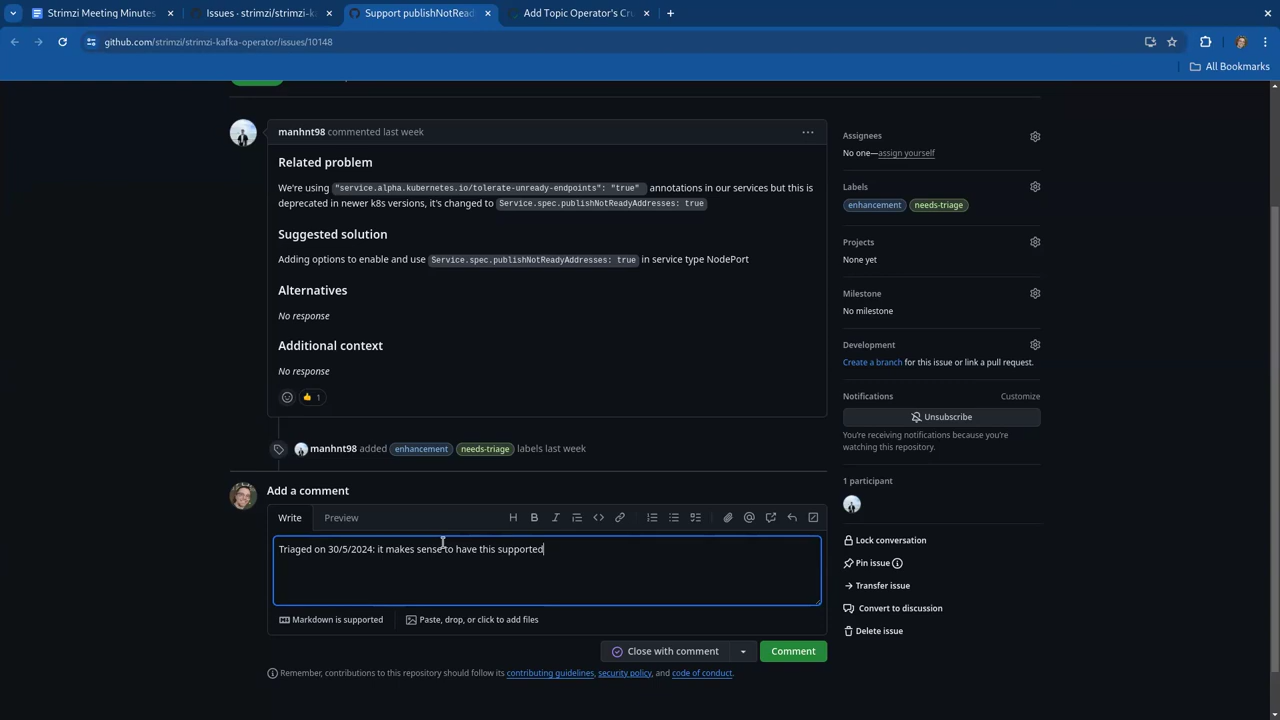 Strimzi Meeting Minutes
Issues · strimzi/strimzi-k
Support publishNotRead
Add Topic Operator's Cru
github.com/strimzi/strimzi-kafka-operator/issues/10148
All Bookmarks
manhnt98 commented last week
Related problem
We're using "service.alpha.kubernetes.io/tolerate-unready-endpoints": "true" annotations in our services but this is
deprecated in newer k8s versions, it's changed to Service.spec.publishNotReadyAddresses: true
Suggested solution
Adding options to enable and use Service.spec.publishNotReadyAddresses: true in service type NodePort
Alternatives
No response
Additional context
No response
1
manhnt98 added enhancement needs-triage labels last week
Add a comment
Write Preview
Triaged on 30/5/2024: it makes sense to have this supported
Markdown is supported
Paste, drop, or click to add files
Close with comment
Comment
Remember, contributions to this repository should follow its contributing guidelines, security policy, and code of conduct.
Assignees
No one—assign yourself
Labels
enhancement needs-triage
Projects
None yet
Milestone
No milestone
Development
Create a branch for this issue or link a pull request.
Notifications Customize
Unsubscribe
You're receiving notifications because you're
watching this repository.
1 participant
Lock conversation
Pin issue
Transfer issue
Convert to discussion
Delete issue